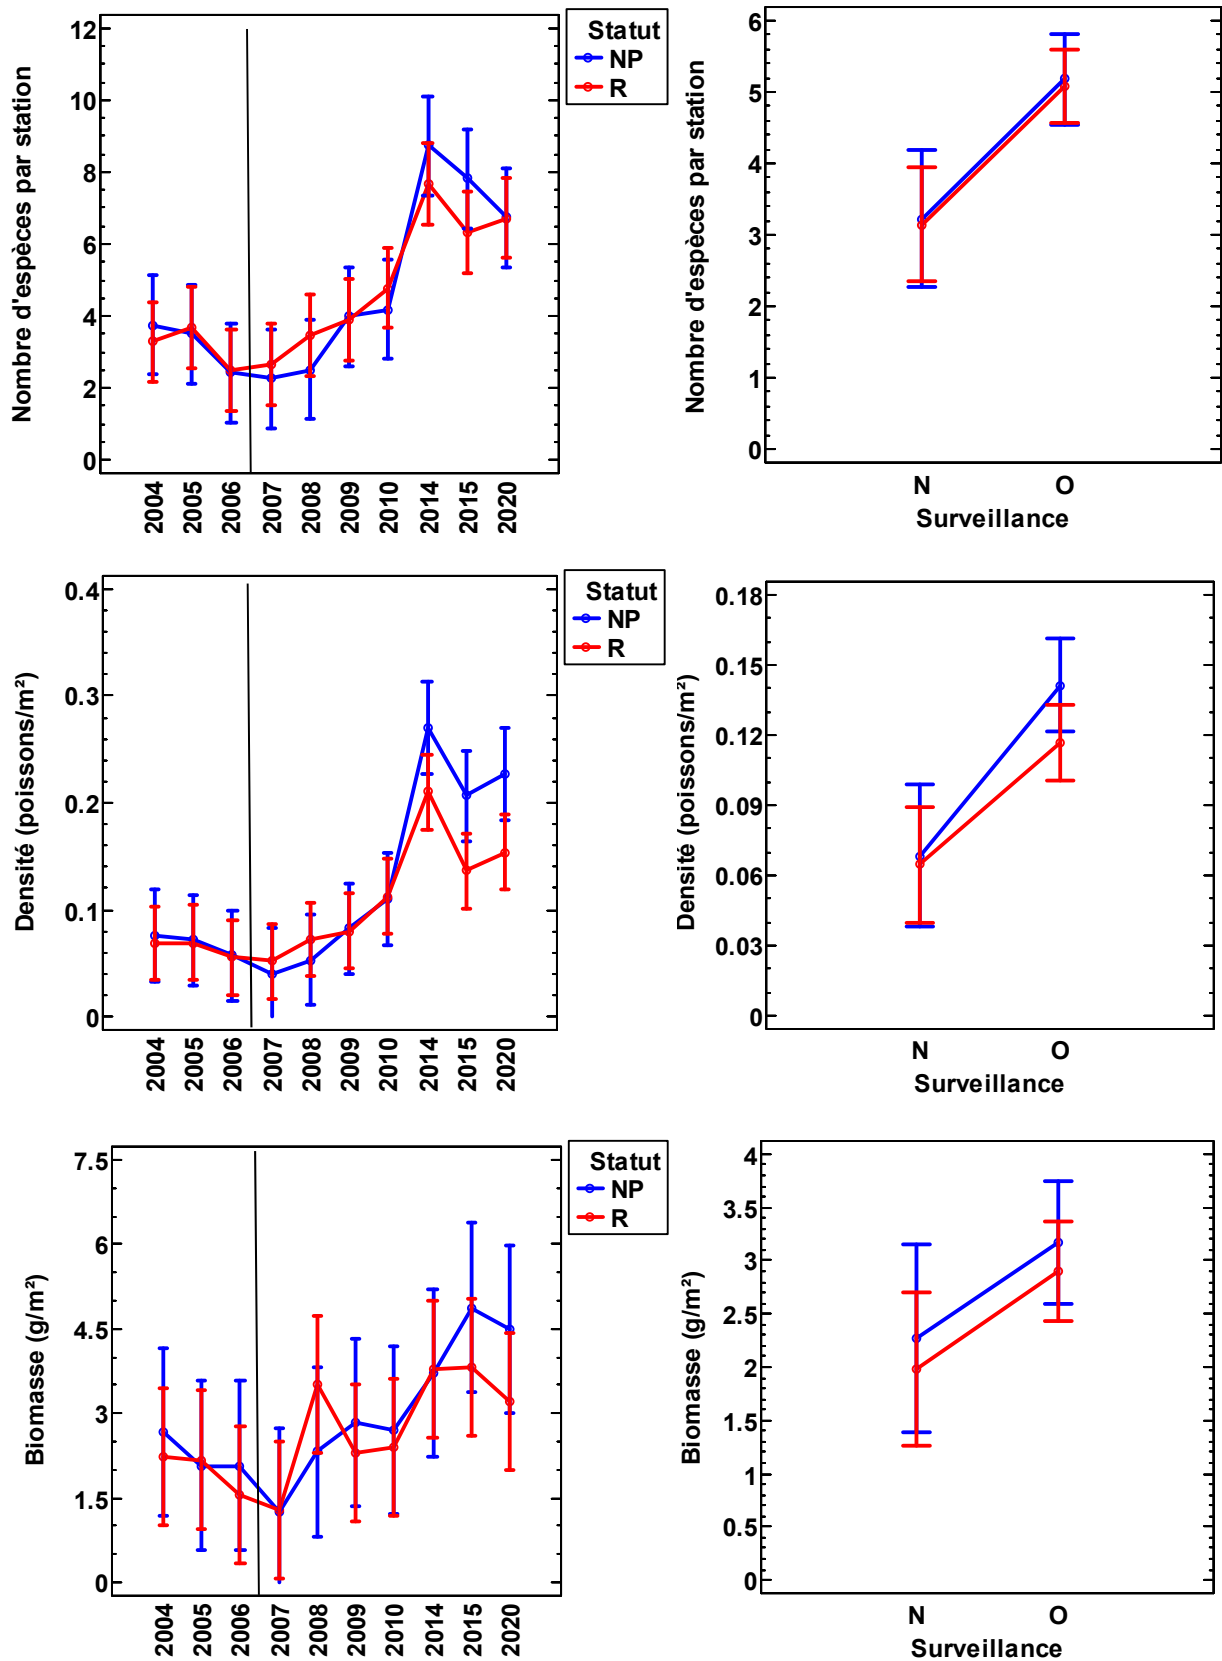 Nombre d'espèces par station
12
10
8
6
4
2
0
2004
2005
2006
2007
2008
2009
2010
2014
2015
2020
Statut
NP
R
Nombre d'espèces par station
6
5
4
3
2
1
0
N
O
Surveillance
Densité (poissons/m²)
0.4
0.3
0.2
0.1
0
2004
2005
2006
2007
2008
2009
2010
2014
2015
2020
Statut
NP
R
Densité (poissons/m²)
0.18
0.15
0.12
0.09
0.06
0.03
0
N
O
Surveillance
Biomasse (g/m²)
7.5
6
4.5
3
1.5
0
2004
2005
2006
2007
2008
2009
2010
2014
2015
2020
Statut
NP
R
Biomasse (g/m²)
4
3.5
3
2.5
2
1.5
1
0.5
0
N
O
Surveillance